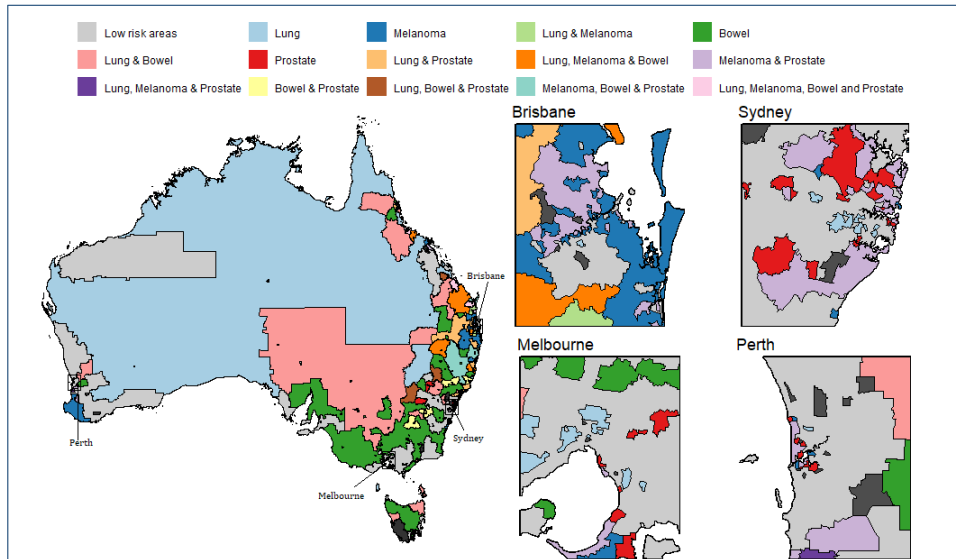 Low risk areas Lung Melanoma Lung & Melanoma Bowel
Lung & Bowel Prostate Lung & Prostate Lung, Melanoma & Bowel Melanoma & Prostate
Lung, Melanoma & Prostate Bowel & Prostate Lung, Bowel & Prostate Melanoma, Bowel & Prostate Lung, Melanoma, Bowel and Prostate
Brisbane Sydney
Brisbane
Melbourne Perth
Perth
Sydney
Melbourne